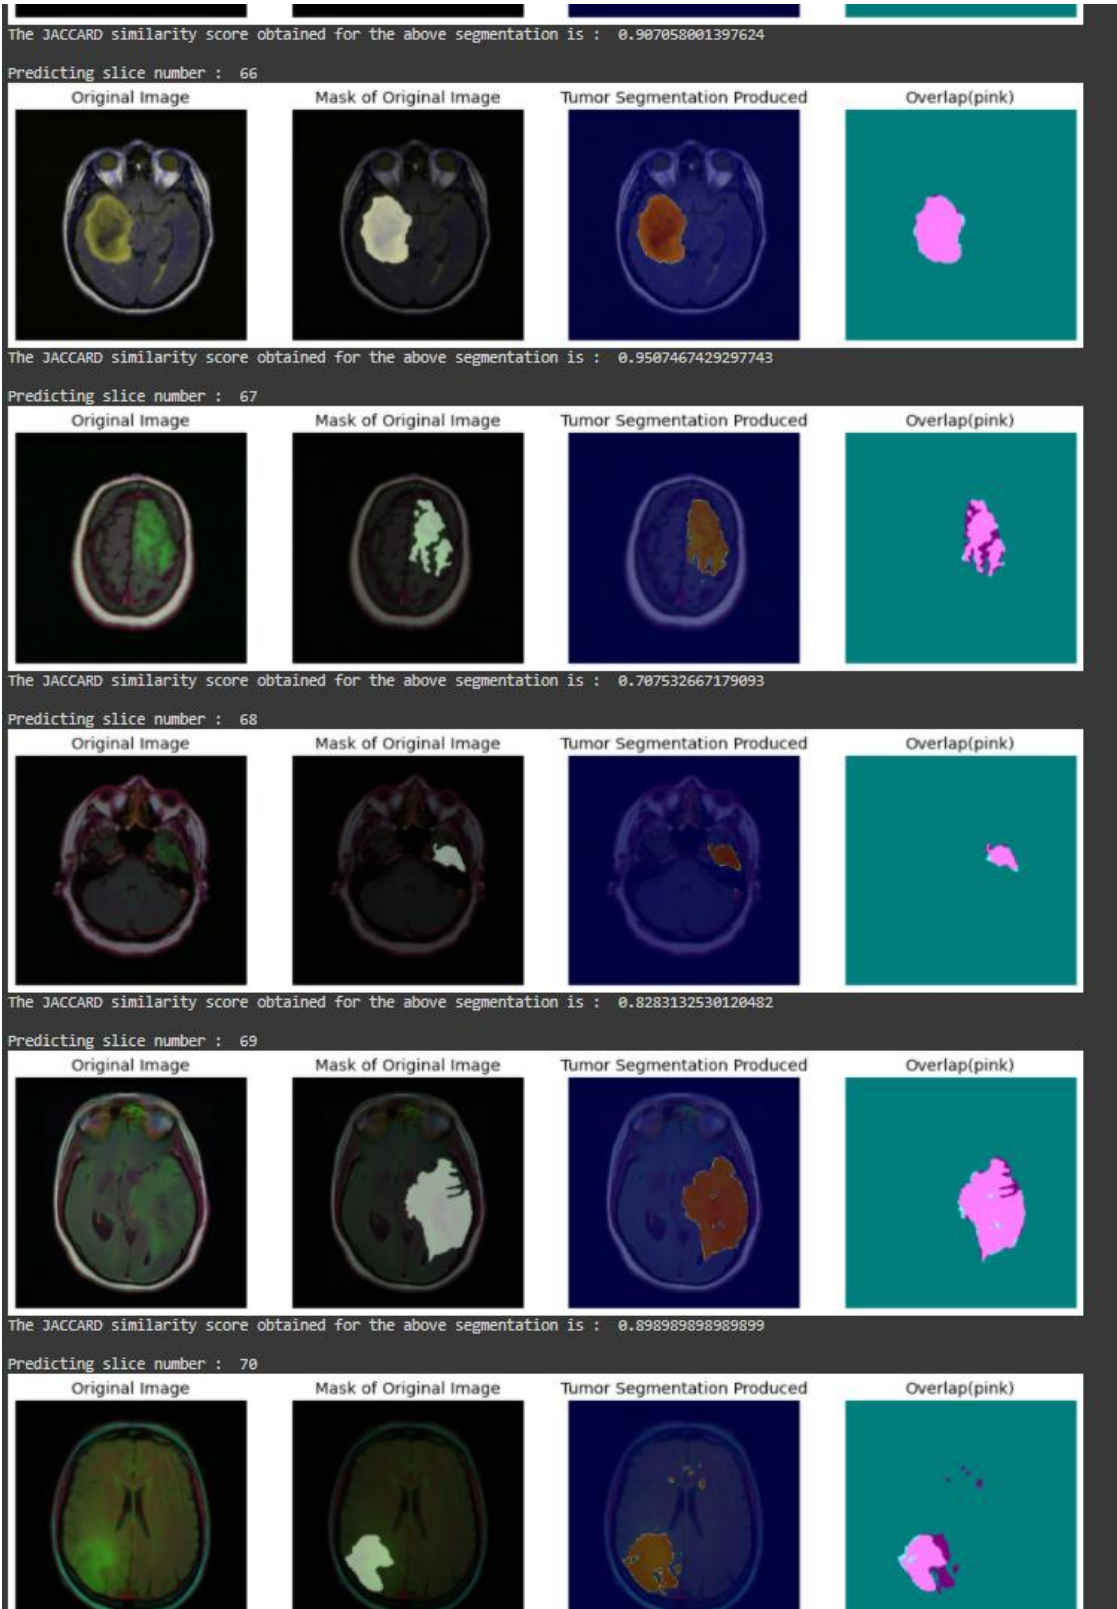 The JACCARD similarity score obtained for the above segmentation is :  0.907058001397624
Predicting slice number :  66
Original Image Mask of Original Image Tumor Segmentation Produced Overlap(pink)
The JACCARD similarity score obtained for the above segmentation is :  0.9507467429297743
Predicting slice number :  67
Original Image Mask of Original Image Tumor Segmentation Produced Overlap(pink)
The JACCARD similarity score obtained for the above segmentation is :  0.707532667179093
Predicting slice number :  68
Original Image Mask of Original Image Tumor Segmentation Produced Overlap(pink)
The JACCARD similarity score obtained for the above segmentation is :  0.8283132530120482
Predicting slice number :  69
Original Image Mask of Original Image Tumor Segmentation Produced Overlap(pink)
The JACCARD similarity score obtained for the above segmentation is :  0.898989898989899
Predicting slice number :  70
Original Image Mask of Original Image Tumor Segmentation Produced Overlap(pink)